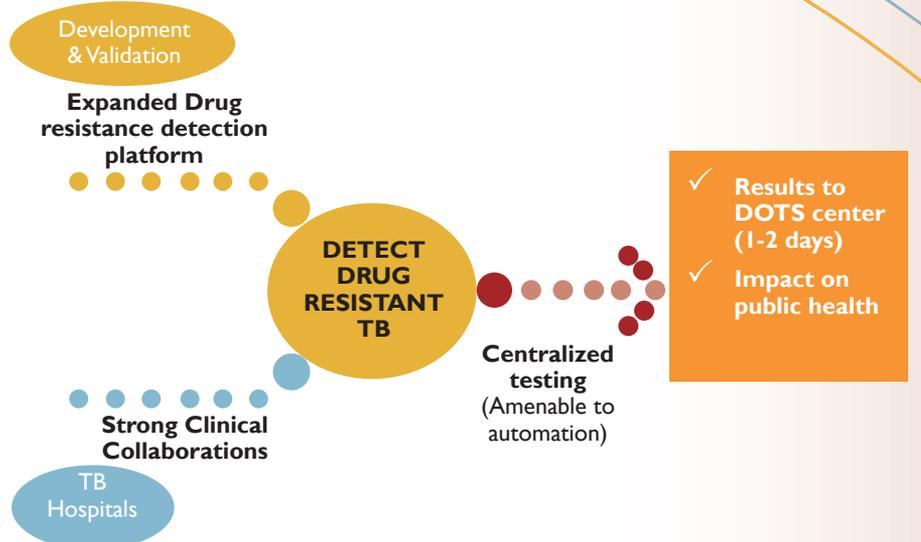 Development
& Validation
Expanded Drug
resistance detection
platform
DETECT
DRUG
RESISTANT
TB
Strong Clinical
Collaborations
TB
Hospitals
Centralized
testing
(Amenable to
automation)
✓ Results to
DOTS center
(1-2 days)
✓ Impact on
public health